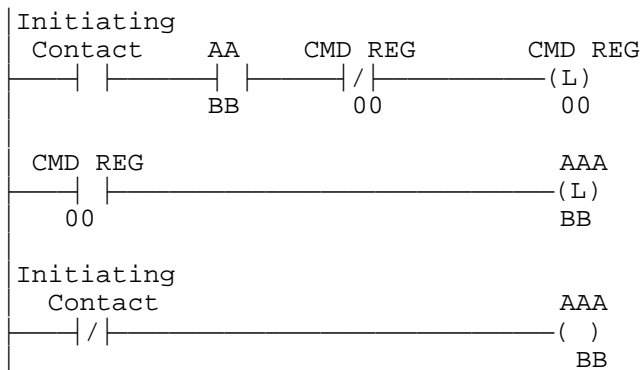 Initiating
Contact AA CMD REG CMD REG
(L)
BB 00 00
CMD REG AAA
(L)
00 BB
Initiating
Contact AAA
( )
BB